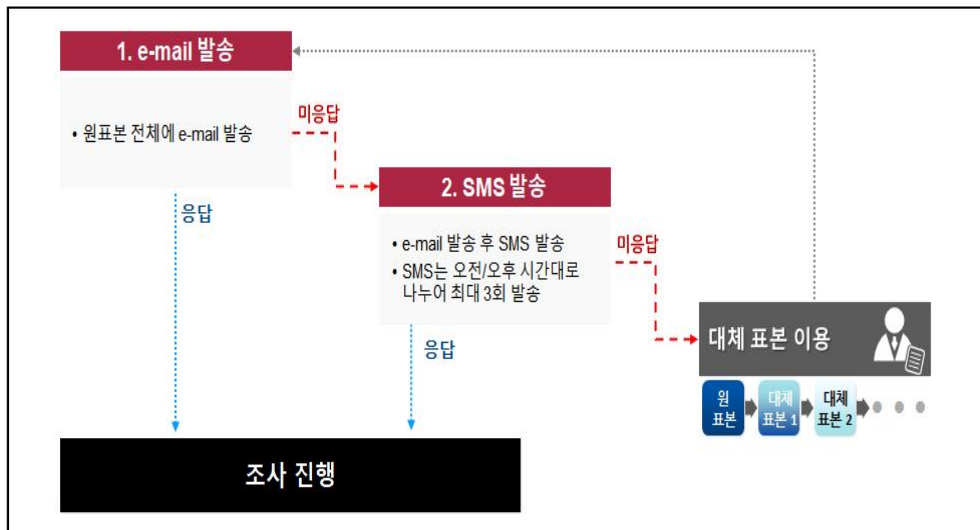 1. e-mail 발송
• 원표본 전체에 e-mail 발송
미응답
2. SMS 발송
응답
• e-mail 발송 후 SMS 발송
• SMS는 오전/오후 시간대로
나누어 최대 3회 발송
미응답
대체 표본 이용
응답
원
표본
대체
표본 1
대체
표본 2
조사 진행